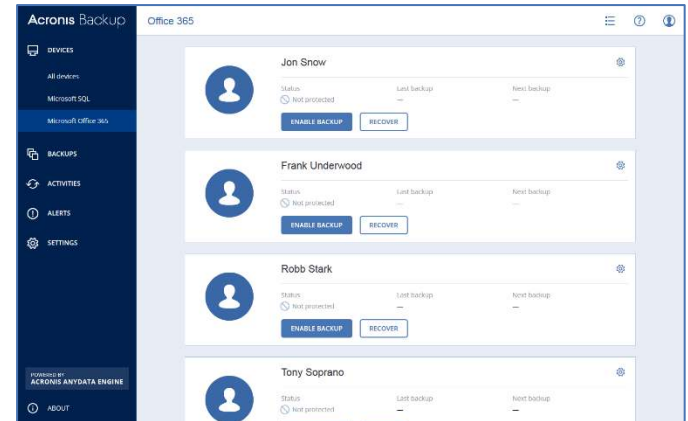 Acronis Backup
Office 365
DEVICES
All devices
Microsoft SQL
Microsoft Office 365
BACKUPS
ACTIVITIES
ALERTS
SETTINGS
POWERED BY
ACRONIS ANYDATA ENGINE
ABOUT
Jon Snow
Status Last backup Next backup
Not protected — —
ENABLE BACKUP RECOVER
Frank Underwood
Status Last backup Next backup
Not protected — —
ENABLE BACKUP RECOVER
Robb Stark
Status Last backup Next backup
Not protected — —
ENABLE BACKUP RECOVER
Tony Soprano
Status Last backup Next backup
Not protected — —